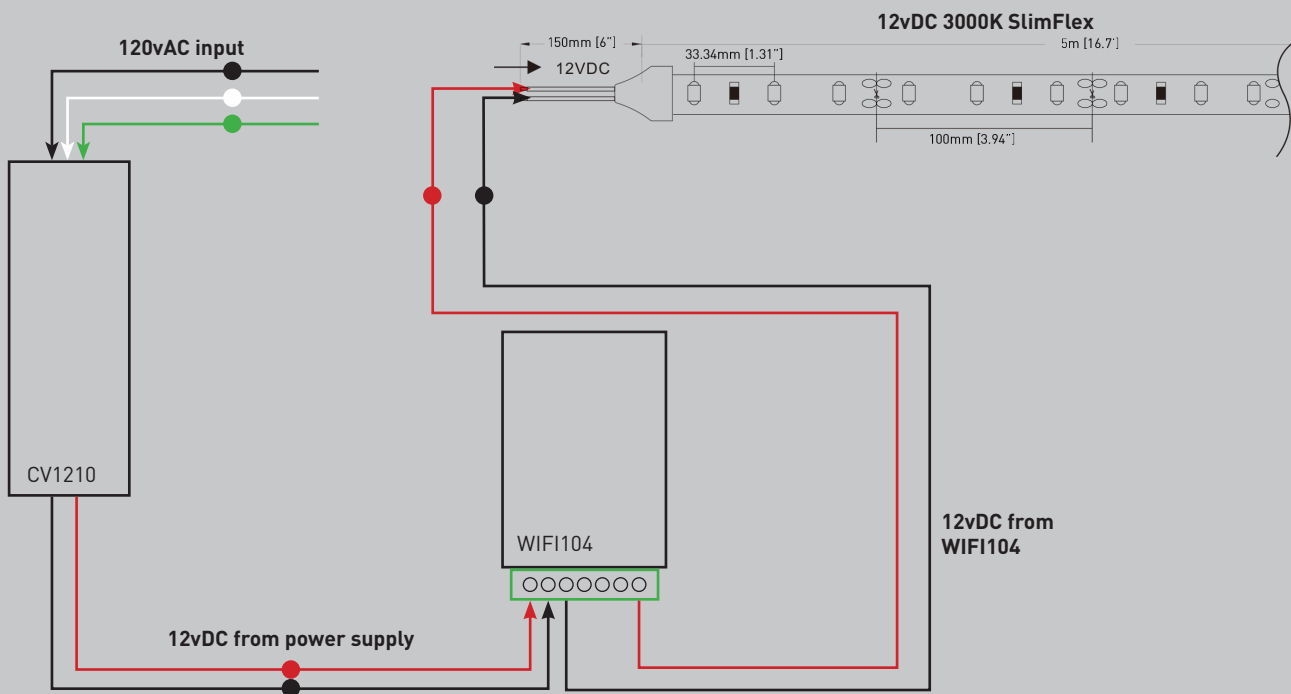 12vDC 3000K SlimFlex
120vAC input
150mm [6"]
5m [16.7'
33.34mm [1.31"]
12VDC
100mm [3.94"]
CV1210
WIFI104
12vDC from
WIFI104
12vDC from power supply